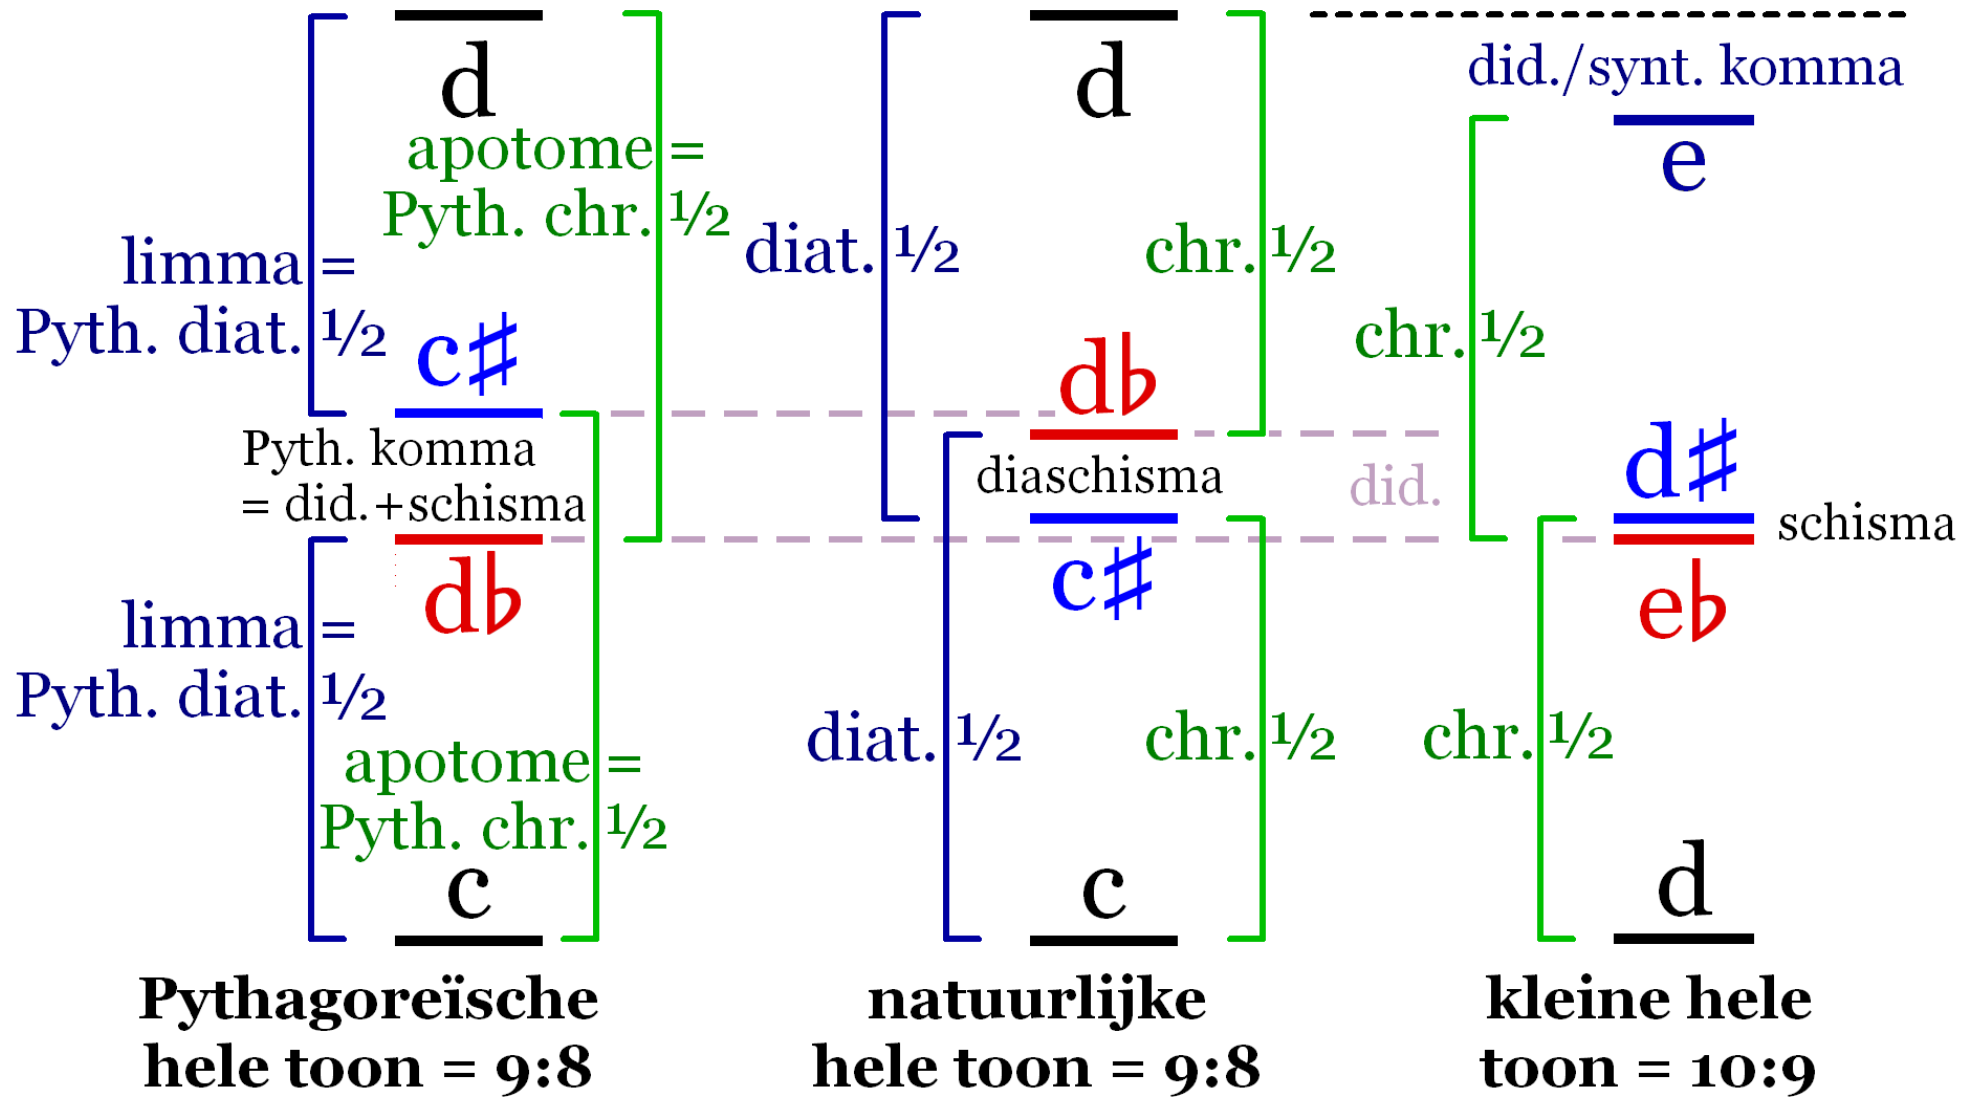 d
apotome =
Pyth. chr. ½
limma =
Pyth. diat. ½
c♯
Pyth. komma
= did.+schisma
d♭
limma =
Pyth. diat. ½
apotome =
Pyth. chr. ½
c
Pythagoreïsche
hele toon = 9:8
d
diat. ½
chr. ½
d♭
diaschisma
c♯
diat. ½
chr. ½
c
natuurlijke
hele toon = 9:8
did./synt. komma
e
chr. ½
did.
d♯
schisma
e♭
chr. ½
d
kleine hele
toon = 10:9